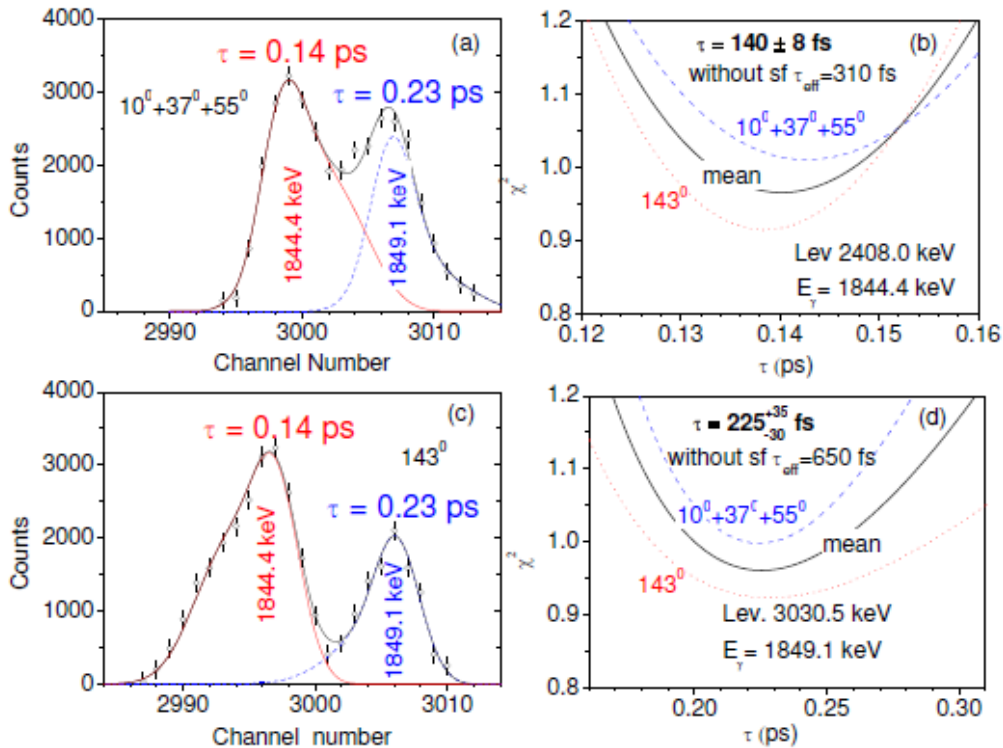 (a)
τ = 0.14 ps
10⁰+37⁰+55⁰
τ = 0.23 ps
1844.4 keV
1849.1 keV
Counts
4000
3000
2000
1000
0
2990
3000
3010
Channel Number
(b)
τ = 140 ± 8 fs
without sf τeff=310 fs
10⁰+37⁰+55⁰
mean
143⁰
Lev 2408.0 keV
Eγ = 1844.4 keV
χ²
1.2
1.1
1.0
0.9
0.8
0.12
0.13
0.14
0.15
0.16
τ (ps)
(c)
τ = 0.14 ps
143⁰
τ = 0.23 ps
1844.4 keV
1849.1 keV
Counts
4000
3000
2000
1000
0
2990
3000
3010
Channel number
(d)
τ = 225 +35 -30 fs
without sf τeff=650 fs
10⁰+37⁰+55⁰
mean
143⁰
Lev. 3030.5 keV
Eγ = 1849.1 keV
χ²
1.2
1.1
1.0
0.9
0.8
0.20
0.25
0.30
τ (ps)